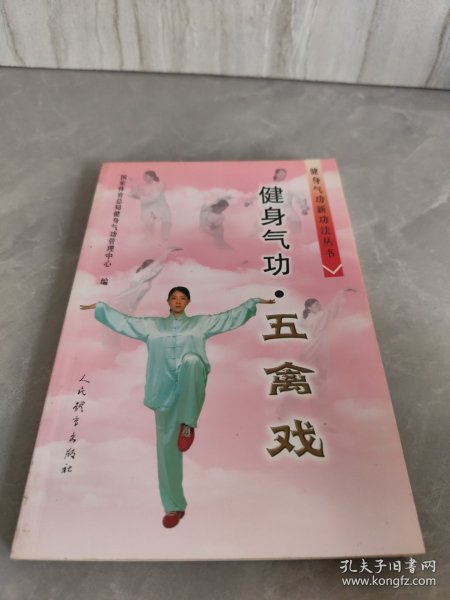 健身气功新功法丛书
健身气功·五禽戏
国家体育总局健身气功管理中心 编
人民体育出版社
孔夫子旧书网
www.kongfz.com